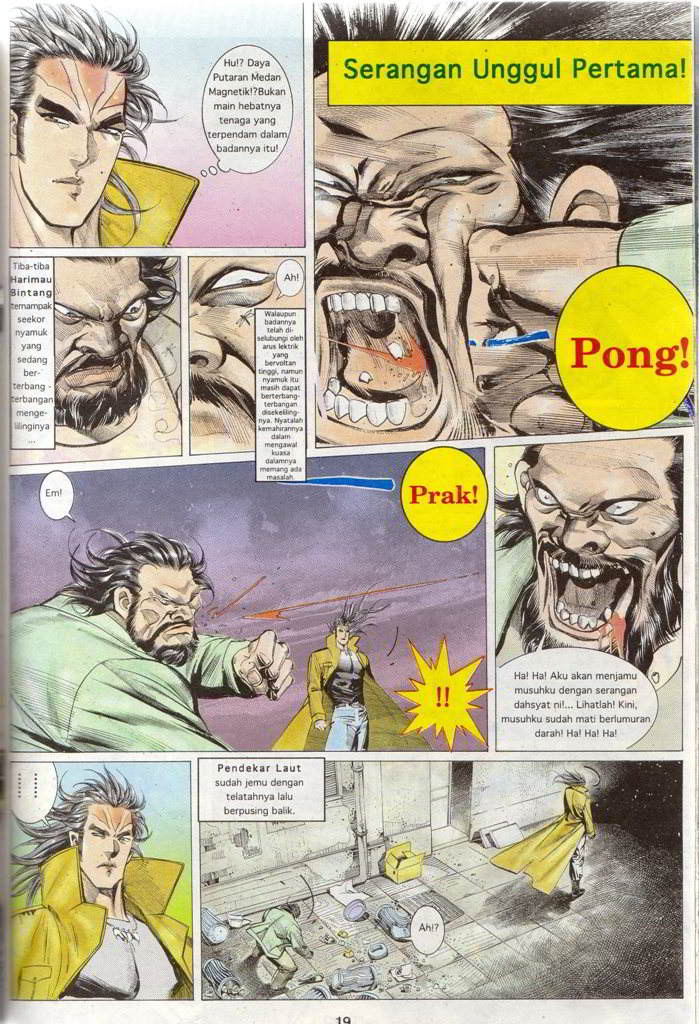 Hu!? Daya
Putaran Medan
Magnetik!?Bukan
main hebatnya
tenaga yang
terpendam dalam
badannya itu!
Serangan Unggul Pertama!
Pong!
Tiba-tiba
Harimau
Bintang
ternampak
seekor
nyamuk
yang
sedang
ber-
terbang -
terbangan
menge-
lilinginya
...
Ah!
Walaupun
badannya
telah di-
selubungi oleh
arus lektrik
yang
bervoltan
tinggi, namun
nyamuk itu
masih dapat
berterbang-
terbangan
disekeliling-
nya. Nyatalah
kemahirannya
dalam
mengawal
kuasa
dalamnya
memang ada
masalah.
Em!
Prak!
!!
Ha! Ha! Aku akan menjamu
musuhku dengan serangan
dahsyat ni!... Lihatlah! Kini,
musuhku sudah mati berlumuran
darah! Ha! Ha! Ha!
......
......
Pendekar Laut
sudah jemu dengan
telatahnya lalu
berpusing balik.
Ah!?
19